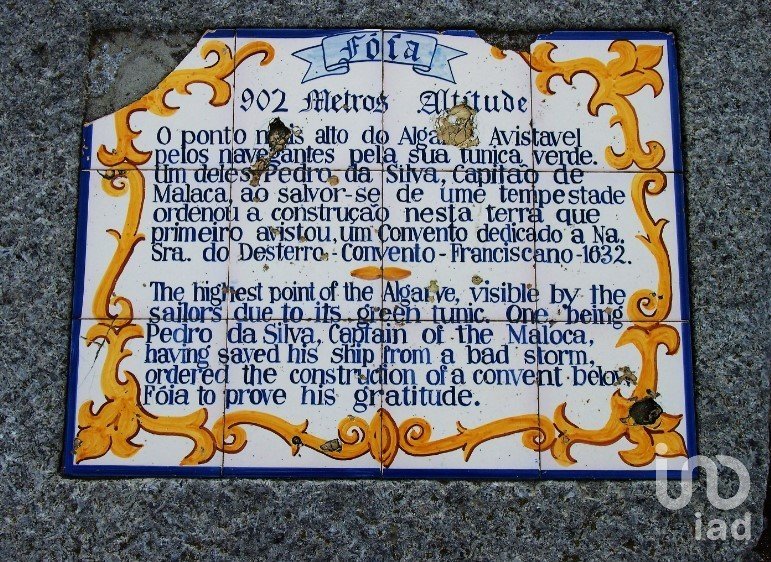 Fóia
902 Metros Altitude
O ponto mais alto do Algarve Avistavel
pelos navegantes pela sua tunica verde.
Um deles Pedro da Silva, Capitão de
Malaca, ao salvor-se de ume tempestade
ordenou a construção nesta terra que
primeiro avistou, um Convento dedicado a Na.
Sra. do Desterro - Convento - Franciscano - 1632.
The highest point of the Algarve, visible by the
sailors due to its green tunic. One being
Pedro da Silva, Captain of the Maloca,
having saved his ship from a bad storm,
ordered the construction of a convent below
Fóia to prove his gratitude.
inO
iad